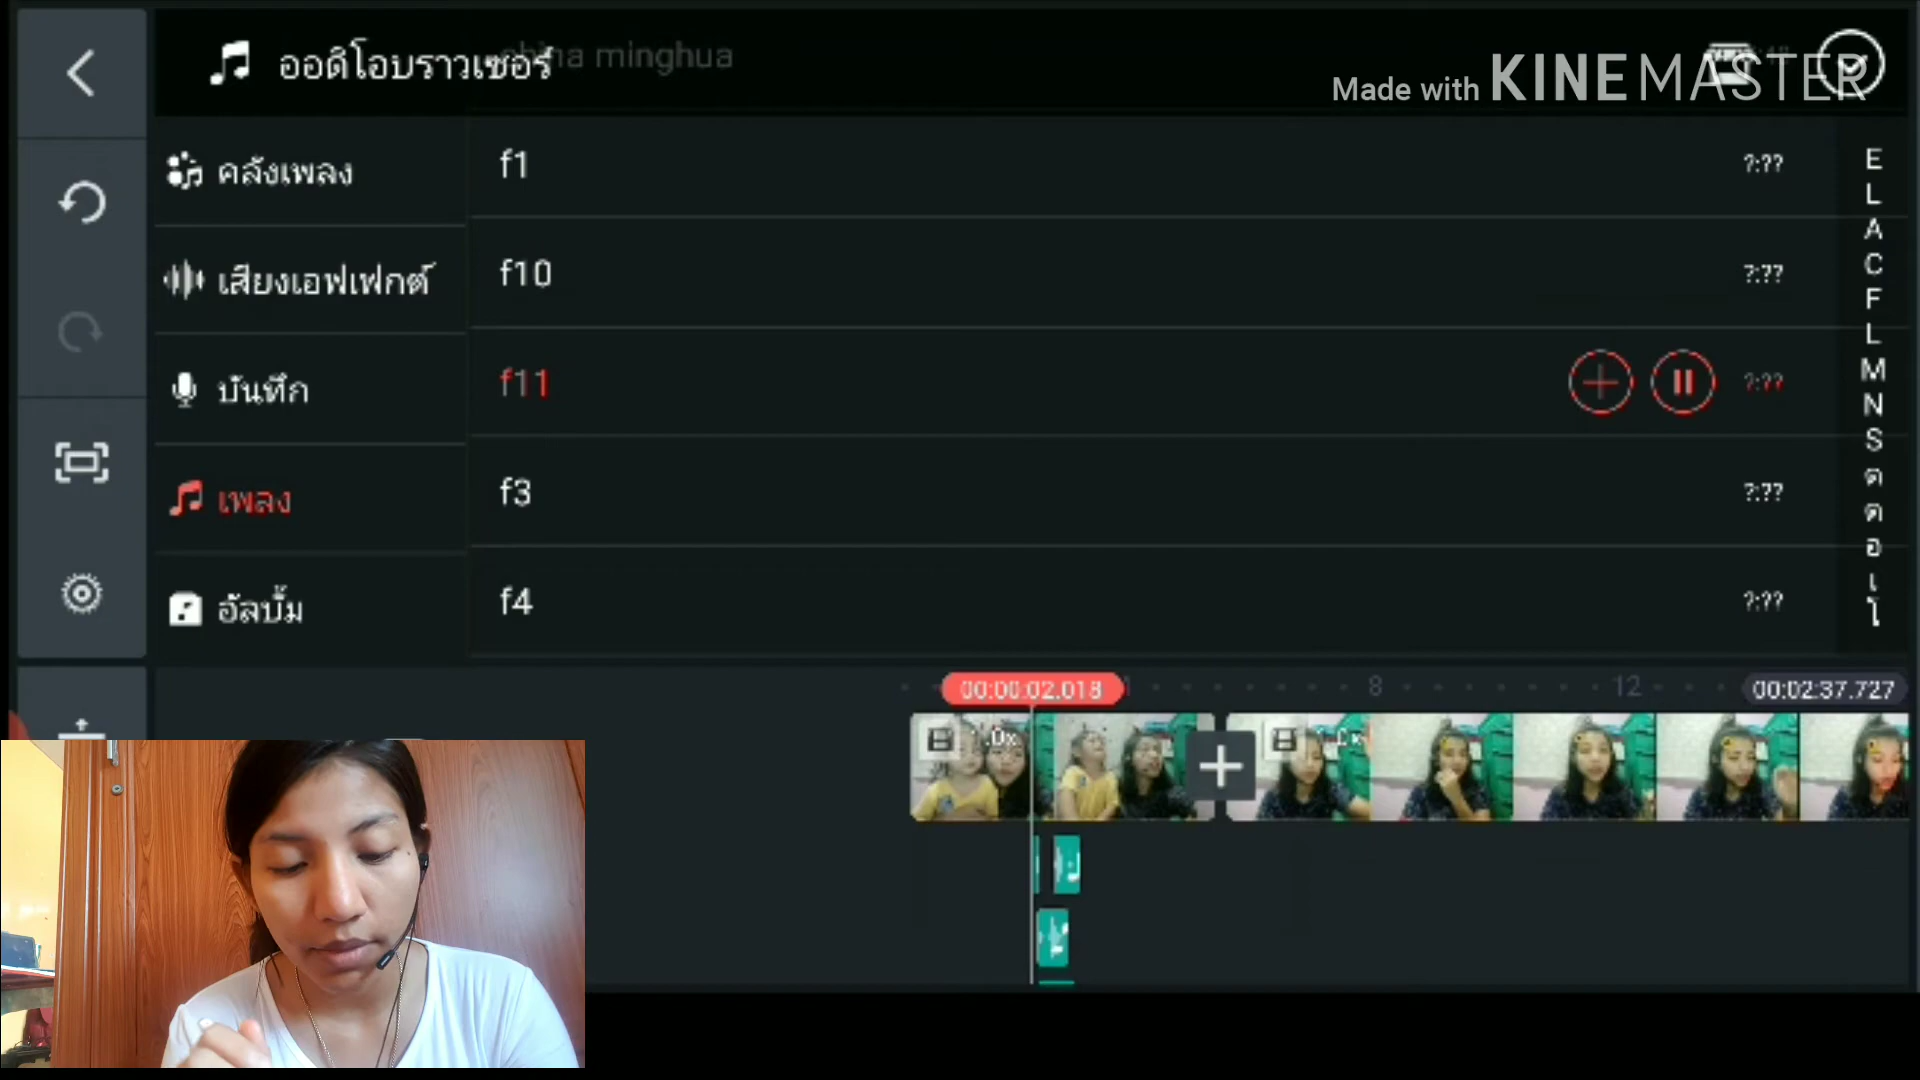 ออดิโอบราวเซอร์
china minghua
Made with KINEMASTER
คลังเพลง
เสียงเอฟเฟกต์
บันทึก
เพลง
อัลบั้ม
f1 ?:??
f10 ?:??
f11 ?:??
f3 ?:??
f4 ?:??
E
L
A
C
F
L
M
N
S
ด
ต
อ
เ
โ
00:00:02.018
8
12
00:02:37.727